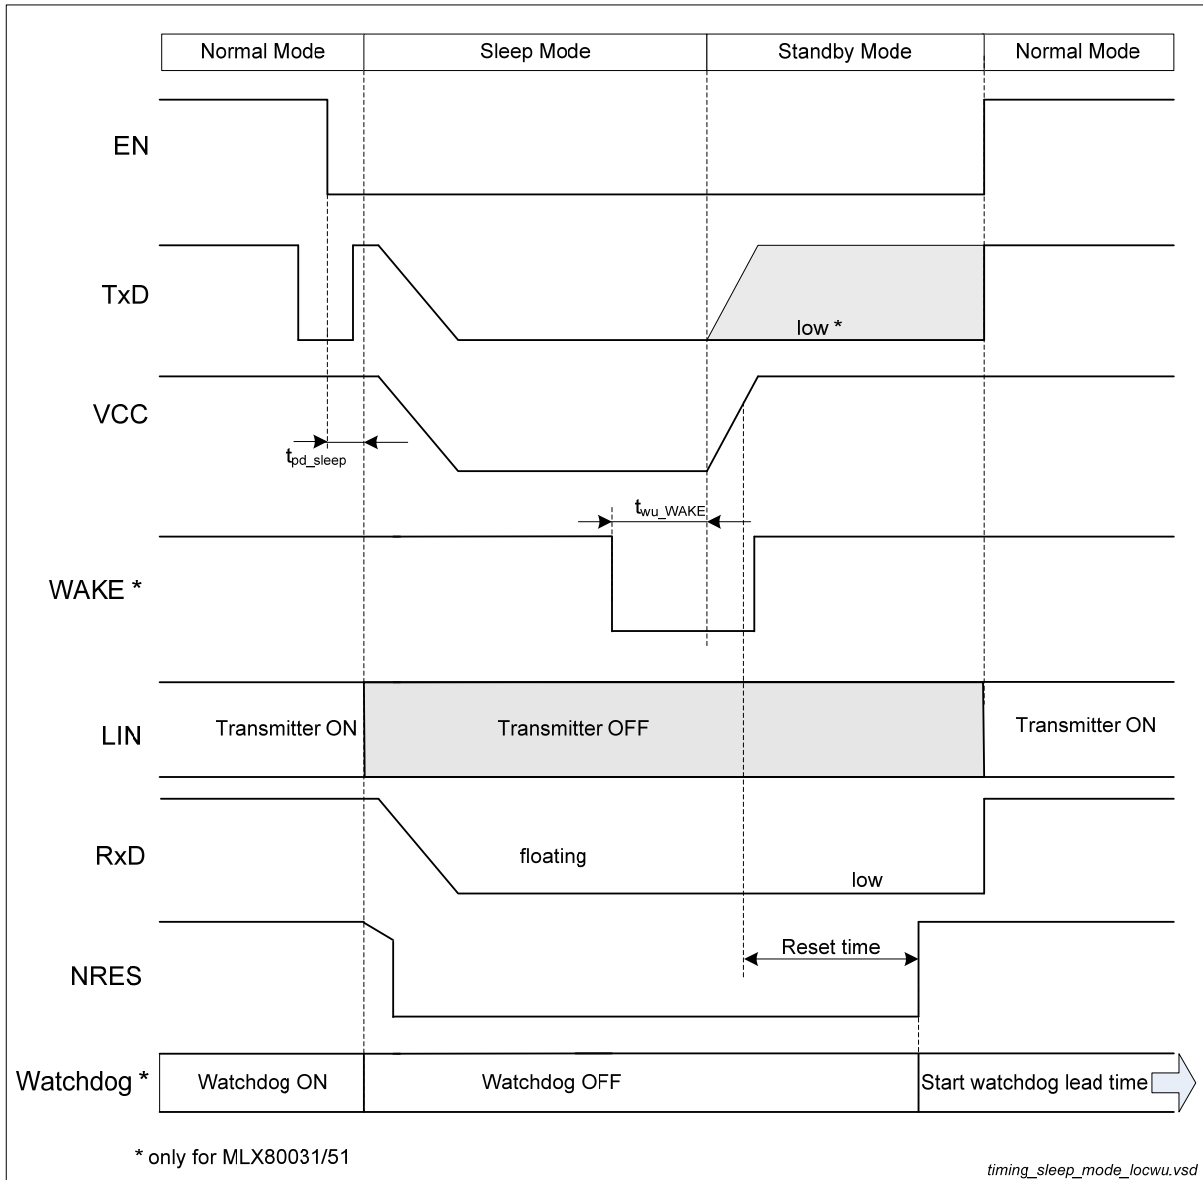 Normal Mode Sleep Mode Standby Mode Normal Mode
EN
TxD
low *
VCC
tpd_sleep
twu_WAKE
WAKE *
LIN Transmitter ON Transmitter OFF Transmitter ON
RxD floating
low
NRES Reset time
Watchdog * Watchdog ON Watchdog OFF Start watchdog lead time
* only for MLX80031/51
timing_sleep_mode_locwu.vsd